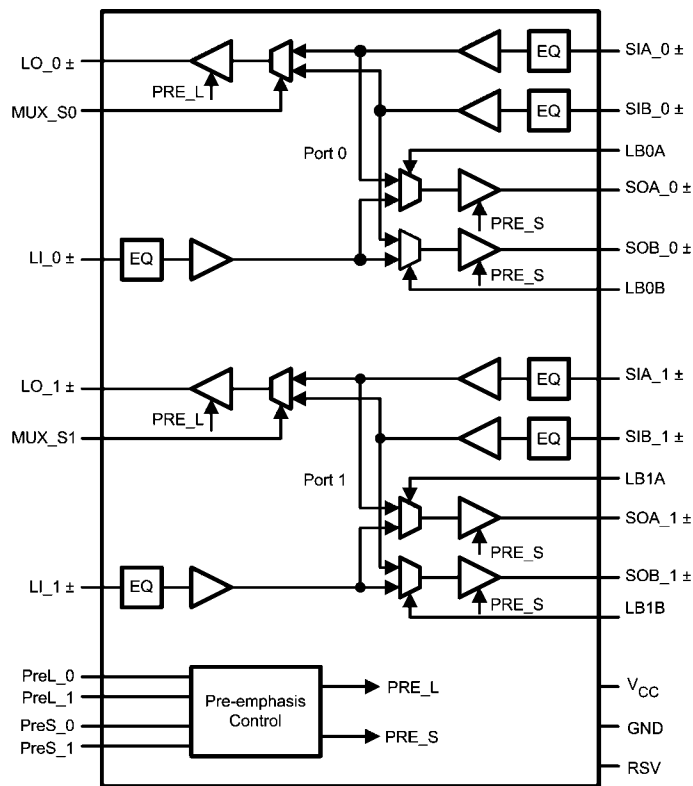 EQ SIA_0 ±
LO_0 ±
PRE_L
MUX_S0
EQ SIB_0 ±
Port 0
LB0A
SOA_0 ±
PRE_S
LI_0 ± EQ
SOB_0 ±
PRE_S
LB0B
EQ SIA_1 ±
LO_1 ±
PRE_L
MUX_S1
EQ SIB_1 ±
Port 1
LB1A
SOA_1 ±
PRE_S
LI_1 ± EQ
SOB_1 ±
PRE_S
LB1B
PreL_0
PreL_1
PreS_0
PreS_1
Pre-emphasis
Control
PRE_L
PRE_S
VCC
GND
RSV